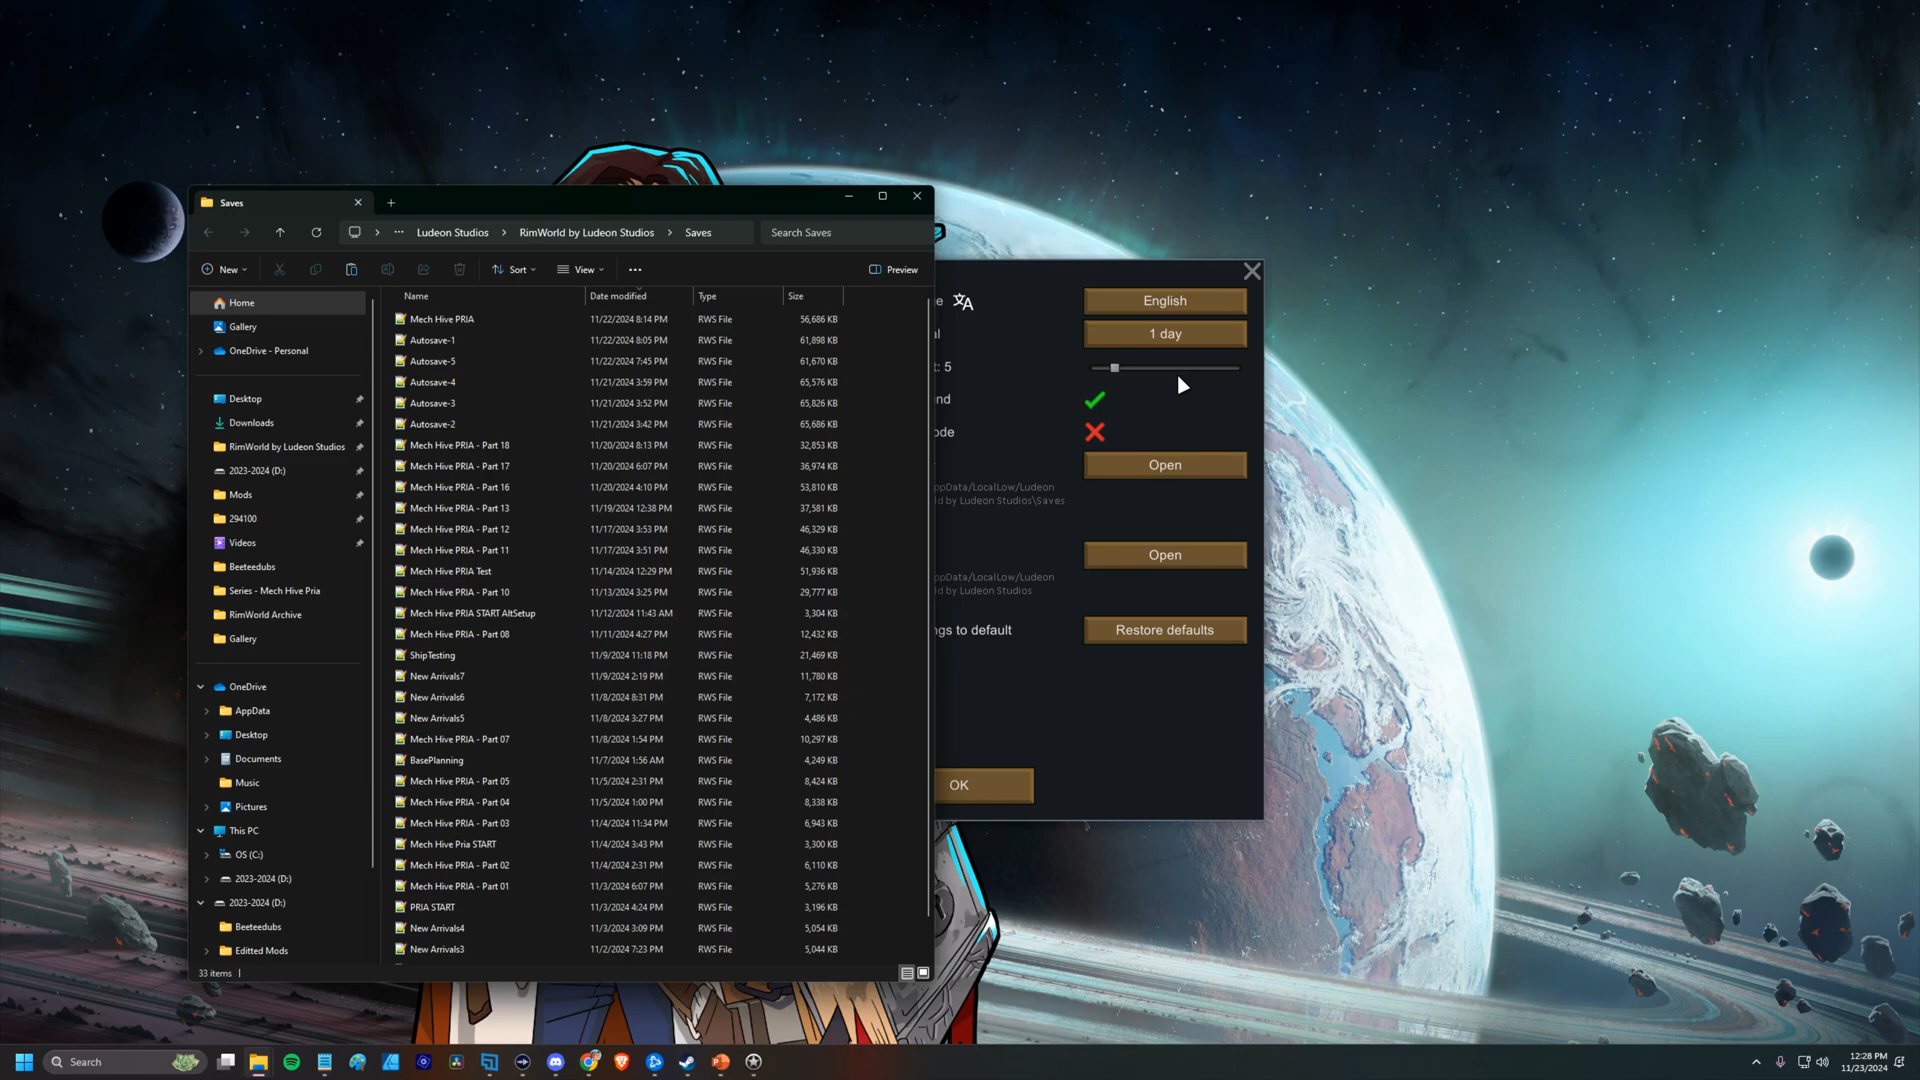 Saves
Ludeon Studios
RimWorld by Ludeon Studios
Saves
Search Saves
New
Sort
View
Preview
Home
Gallery
OneDrive - Personal
Desktop
Downloads
RimWorld by Ludeon Studios
2023-2024 (D:)
Mods
294100
Videos
Beeteedubs
Series - Mech Hive Pria
RimWorld Archive
Gallery
OneDrive
AppData
Desktop
Documents
Music
Pictures
This PC
OS (C:)
2023-2024 (D:)
2023-2024 (D:)
Beeteedubs
Editted Mods
33 items
Name Date modified Type Size
Mech Hive PRIA 11/22/2024 8:14 PM RWS File 56,686 KB
Autosave-1 11/22/2024 8:05 PM RWS File 61,898 KB
Autosave-5 11/22/2024 7:45 PM RWS File 61,670 KB
Autosave-4 11/21/2024 3:59 PM RWS File 65,576 KB
Autosave-3 11/21/2024 3:52 PM RWS File 65,826 KB
Autosave-2 11/21/2024 3:42 PM RWS File 65,686 KB
Mech Hive PRIA - Part 18 11/20/2024 8:13 PM RWS File 32,853 KB
Mech Hive PRIA - Part 17 11/20/2024 6:07 PM RWS File 36,974 KB
Mech Hive PRIA - Part 16 11/20/2024 4:10 PM RWS File 53,810 KB
Mech Hive PRIA - Part 13 11/19/2024 12:38 PM RWS File 37,581 KB
Mech Hive PRIA - Part 12 11/17/2024 3:53 PM RWS File 46,329 KB
Mech Hive PRIA - Part 11 11/17/2024 3:51 PM RWS File 46,330 KB
Mech Hive PRIA Test 11/14/2024 12:29 PM RWS File 51,936 KB
Mech Hive PRIA - Part 10 11/13/2024 3:25 PM RWS File 29,777 KB
Mech Hive PRIA START AltSetup 11/12/2024 11:43 AM RWS File 3,304 KB
Mech Hive PRIA - Part 08 11/11/2024 4:27 PM RWS File 12,432 KB
ShipTesting 11/9/2024 11:18 PM RWS File 21,469 KB
New Arrivals7 11/9/2024 2:19 PM RWS File 11,780 KB
New Arrivals6 11/8/2024 8:31 PM RWS File 7,172 KB
New Arrivals5 11/8/2024 3:27 PM RWS File 4,486 KB
Mech Hive PRIA - Part 07 11/8/2024 1:54 PM RWS File 10,297 KB
BasePlanning 11/7/2024 1:56 AM RWS File 4,249 KB
Mech Hive PRIA - Part 05 11/5/2024 2:31 PM RWS File 8,424 KB
Mech Hive PRIA - Part 04 11/5/2024 1:00 PM RWS File 8,338 KB
Mech Hive PRIA - Part 03 11/4/2024 11:34 PM RWS File 6,943 KB
Mech Hive Pria START 11/4/2024 3:43 PM RWS File 3,300 KB
Mech Hive PRIA - Part 02 11/4/2024 2:31 PM RWS File 6,110 KB
Mech Hive PRIA - Part 01 11/3/2024 6:07 PM RWS File 5,276 KB
PRIA START 11/3/2024 4:24 PM RWS File 3,196 KB
New Arrivals4 11/3/2024 3:09 PM RWS File 5,054 KB
New Arrivals3 11/2/2024 7:23 PM RWS File 5,044 KB
e English
al 1 day
t: 5
nd
ode
Open
ppData/LocalLow/Ludeon
ld by Ludeon Studios\Saves
Open
ppData/LocalLow/Ludeon
ld by Ludeon Studios
ngs to default Restore defaults
OK
Search
12:28 PM
11/23/2024